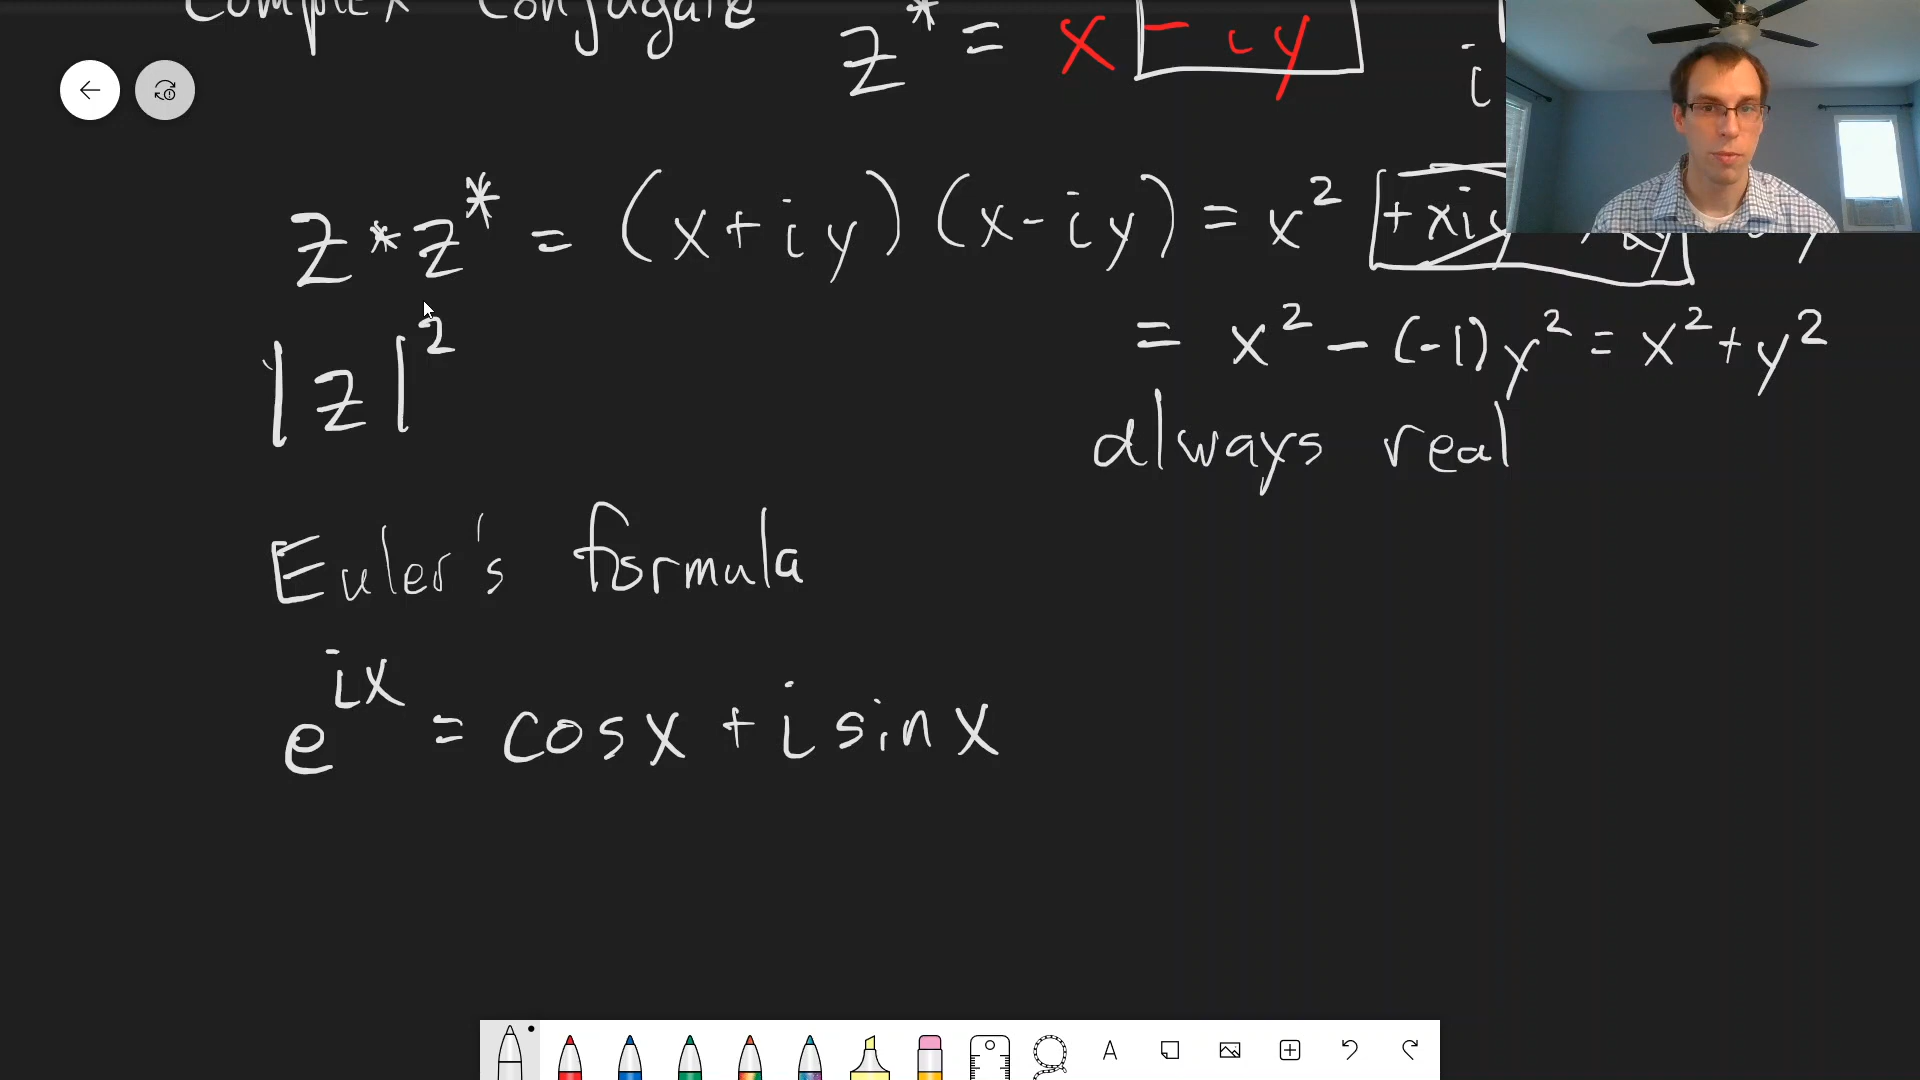 Complex Conjugate z* = x - iy i
z * z* = (x + iy)(x - iy) = x² + xiy
|z|²
= x² - (-1)y² = x² + y²
always real
Euler's formula
e^{ix} = cos x + i sin x
A